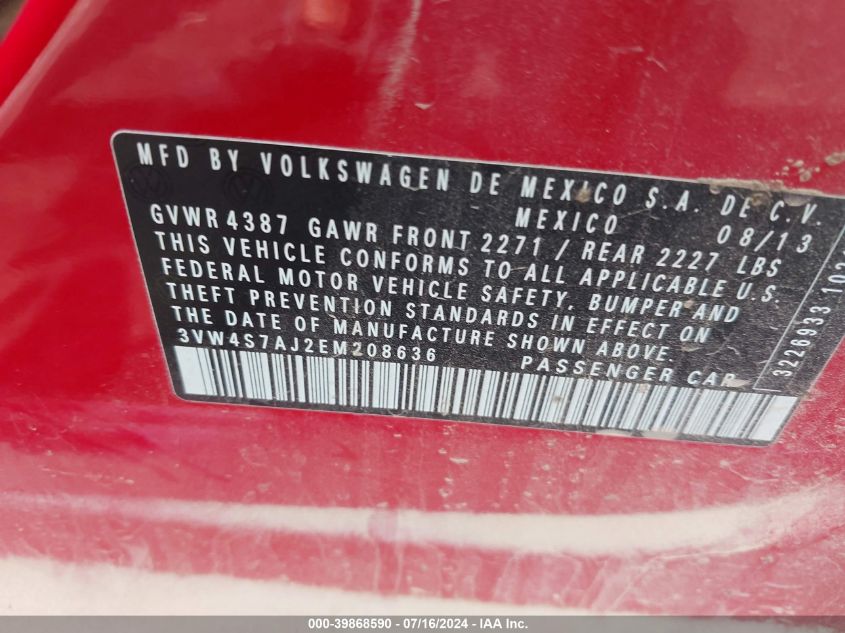 MFD BY VOLKSWAGEN DE MEXICO S.A. DE C.V.
MEXICO 08/13
GVWR 4387 GAWR FRONT 2271 / REAR 2227 LBS
THIS VEHICLE CONFORMS TO ALL APPLICABLE U.S.
FEDERAL MOTOR VEHICLE SAFETY, BUMPER AND
THEFT PREVENTION STANDARDS IN EFFECT ON
THE DATE OF MANUFACTURE SHOWN ABOVE.
3VW4S7AJ2EM208636 PASSENGER CAR
3226933
000-39868590 - 07/16/2024 - IAA Inc.